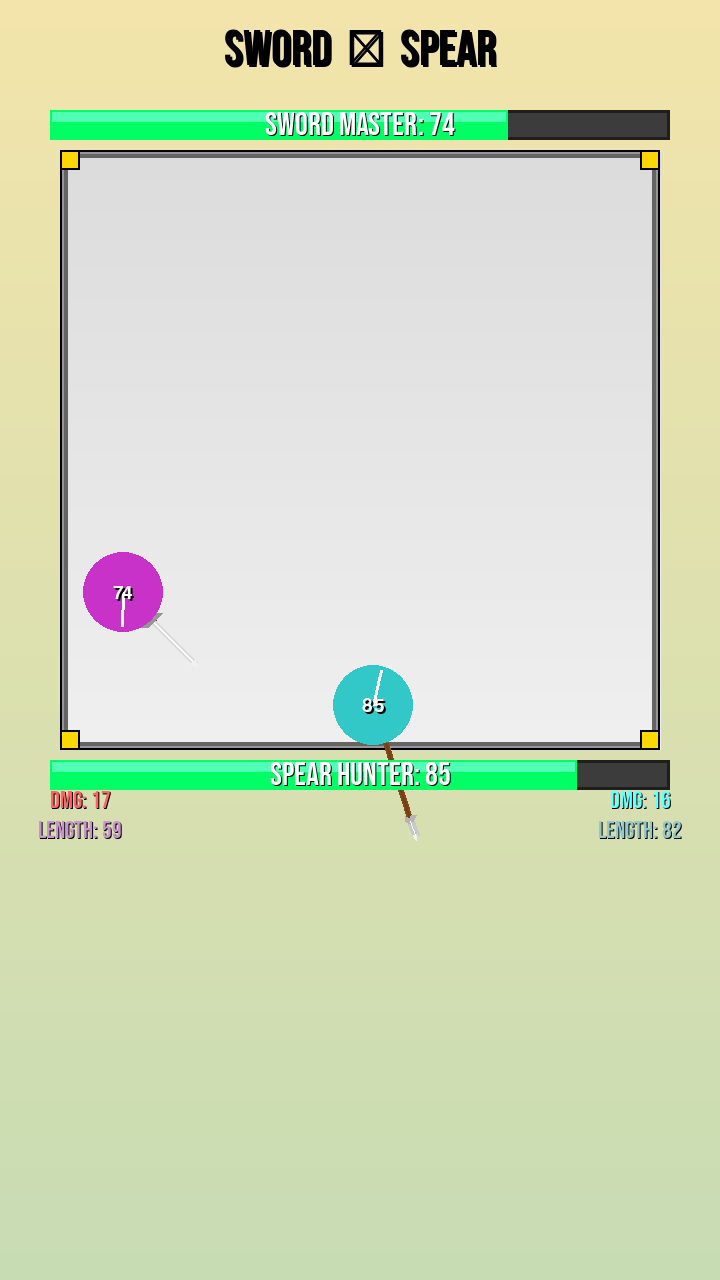 SWORD ☒ SPEAR
SWORD MASTER: 74
74
85
SPEAR HUNTER: 85
DMG: 17
DMG: 16
LENGTH: 59
LENGTH: 82